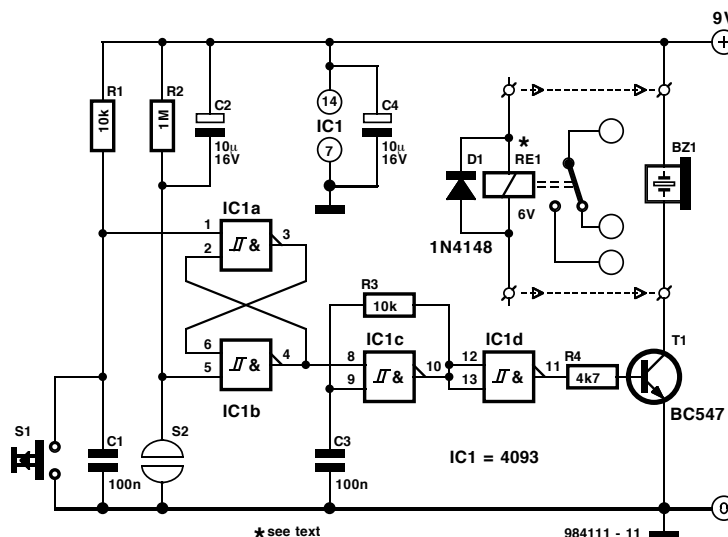 9V
+
R1
10k
R2
1M
C2
10µ
16V
14
IC1
7
C4
10µ
16V
D1
*
RE1
6V
1N4148
BZ1
IC1a
1
2
3
6
5
4
IC1b
R3
10k
IC1c
8
9
10
IC1d
12
13
11
R4
4k7
T1
BC547
&
&
&
&
S1
C1
100n
S2
C3
100n
IC1 = 4093
0
* see text
984111 - 11